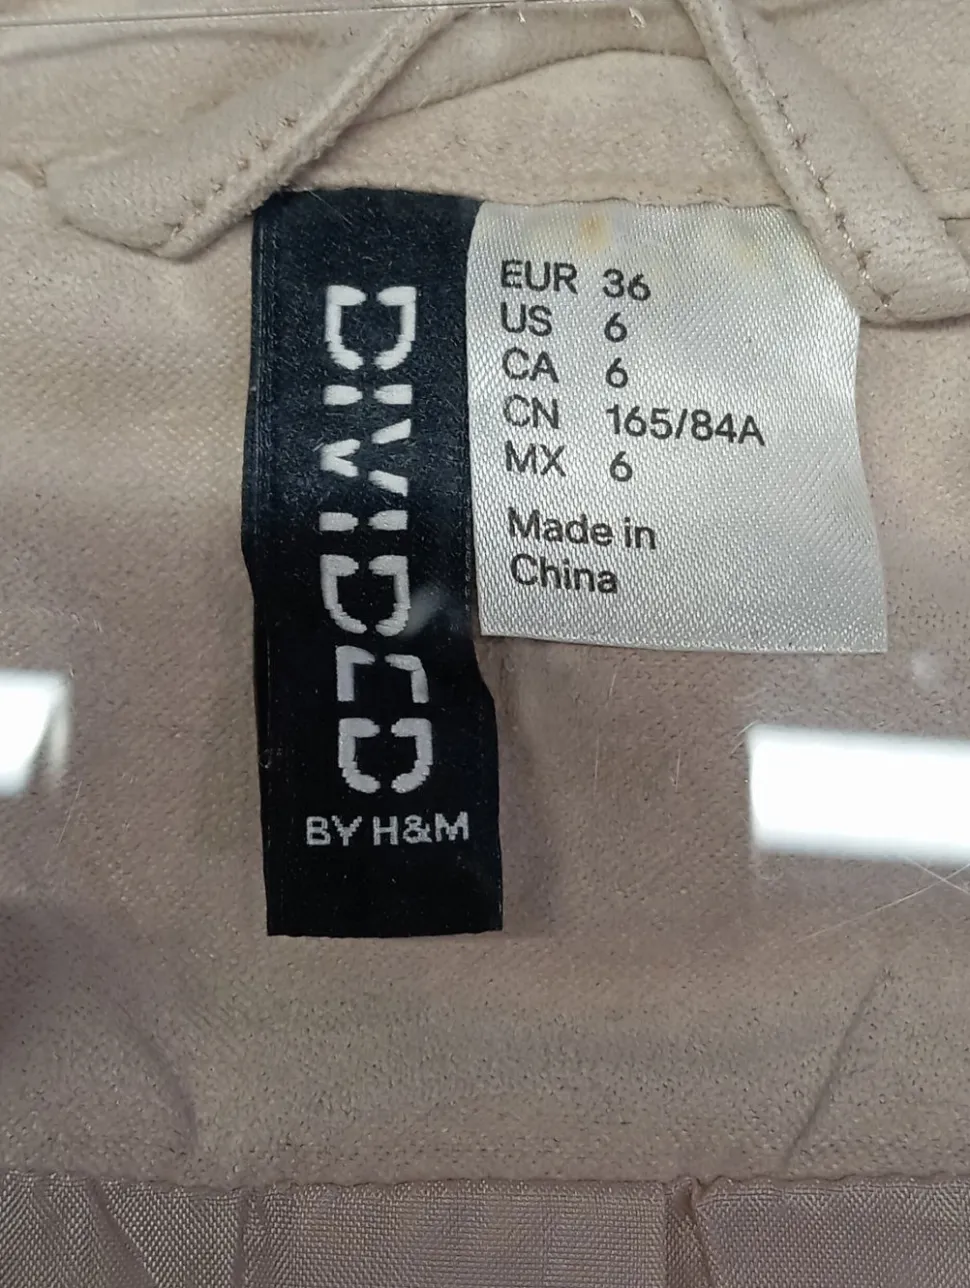 DIVIDED
BY H&M
EUR 36
US 6
CA 6
CN 165/84A
MX 6
Made in
China